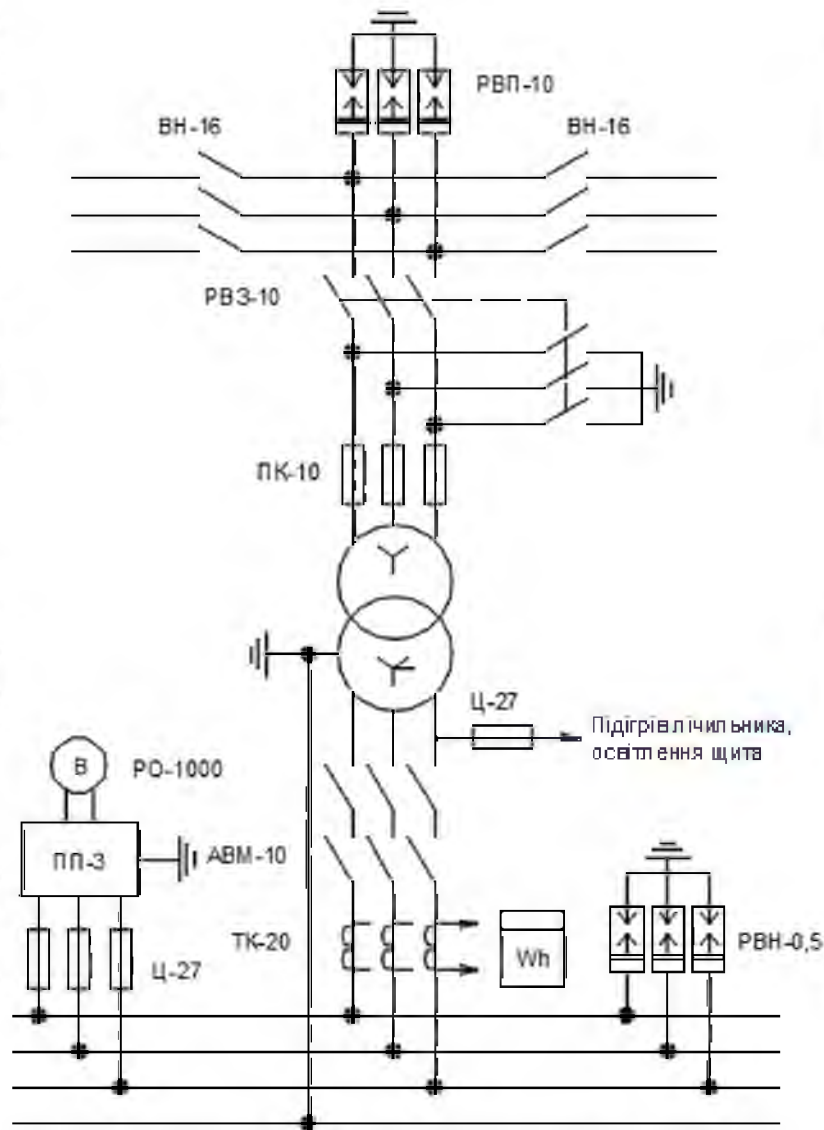 РВП-10
ВН-16
ВН-16
РВЗ-10
ПК-10
Ц-27
Підігрів лічильника,
освітлення щита
В
РО-1000
ПП-3
АВМ-10
ТК-20
Wh
РВН-0,5
Ц-27